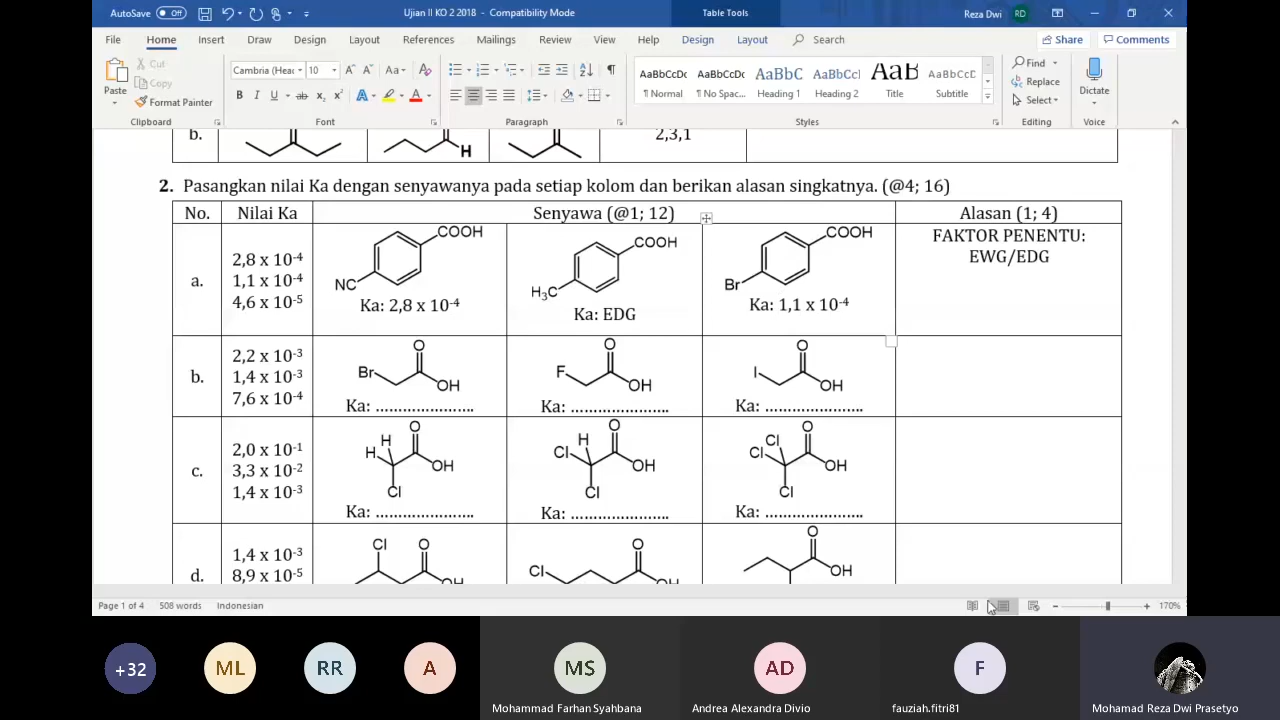 AutoSave Off
Ujian II KO 2 2018 - Compatibility Mode
Table Tools
Reza Dwi RD
File Home Insert Draw Design Layout References Mailings Review View Help Design Layout Search
Share Comments
Paste
Cut
Copy
Format Painter
Clipboard
Cambria (Heac 10
Font
Paragraph
AaBbCcDc AaBbCcDc AaBbC AaBbCcI AaB AaBbCcD
¶ Normal ¶ No Spac... Heading 1 Heading 2 Title Subtitle
Styles
Find
Replace
Select
Editing
Dictate
Voice
b. H 2,3,1
2. Pasangkan nilai Ka dengan senyawanya pada setiap kolom dan berikan alasan singkatnya. (@4; 16)
No. Nilai Ka Senyawa (@1; 12) Alasan (1; 4)
a.
2,8 x 10-4
1,1 x 10-4
4,6 x 10-5
COOH
NC
Ka: 2,8 x 10-4
COOH
H3C
Ka: EDG
COOH
Br
Ka: 1,1 x 10-4
FAKTOR PENENTU:
EWG/EDG
b.
2,2 x 10-3
1,4 x 10-3
7,6 x 10-4
O
Br
OH
Ka: ......................
O
F
OH
Ka: ......................
O
I
OH
Ka: ......................
c.
2,0 x 10-1
3,3 x 10-2
1,4 x 10-3
H O
H
OH
Cl
Ka: ......................
H O
Cl
OH
Cl
Ka: ......................
Cl O
Cl
OH
Cl
Ka: ......................
d.
1,4 x 10-3
8,9 x 10-5
Cl O
OH
O
Cl
OH
O
OH
Page 1 of 4 508 words Indonesian 170%
+32 ML RR A MS AD F
Mohammad Farhan Syahbana Andrea Alexandra Divio fauziah.fitri81 Mohamad Reza Dwi Prasetyo